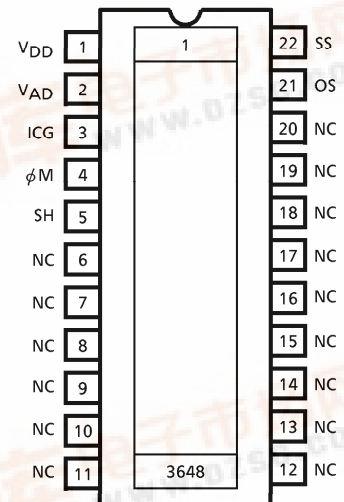 VDD 1 1 22 SS
VAD 2 21 OS
ICG 3 20 NC
ϕM 4 19 NC
SH 5 18 NC
NC 6 17 NC
NC 7 16 NC
NC 8 15 NC
NC 9 14 NC
NC 10 13 NC
NC 11 3648 12 NC